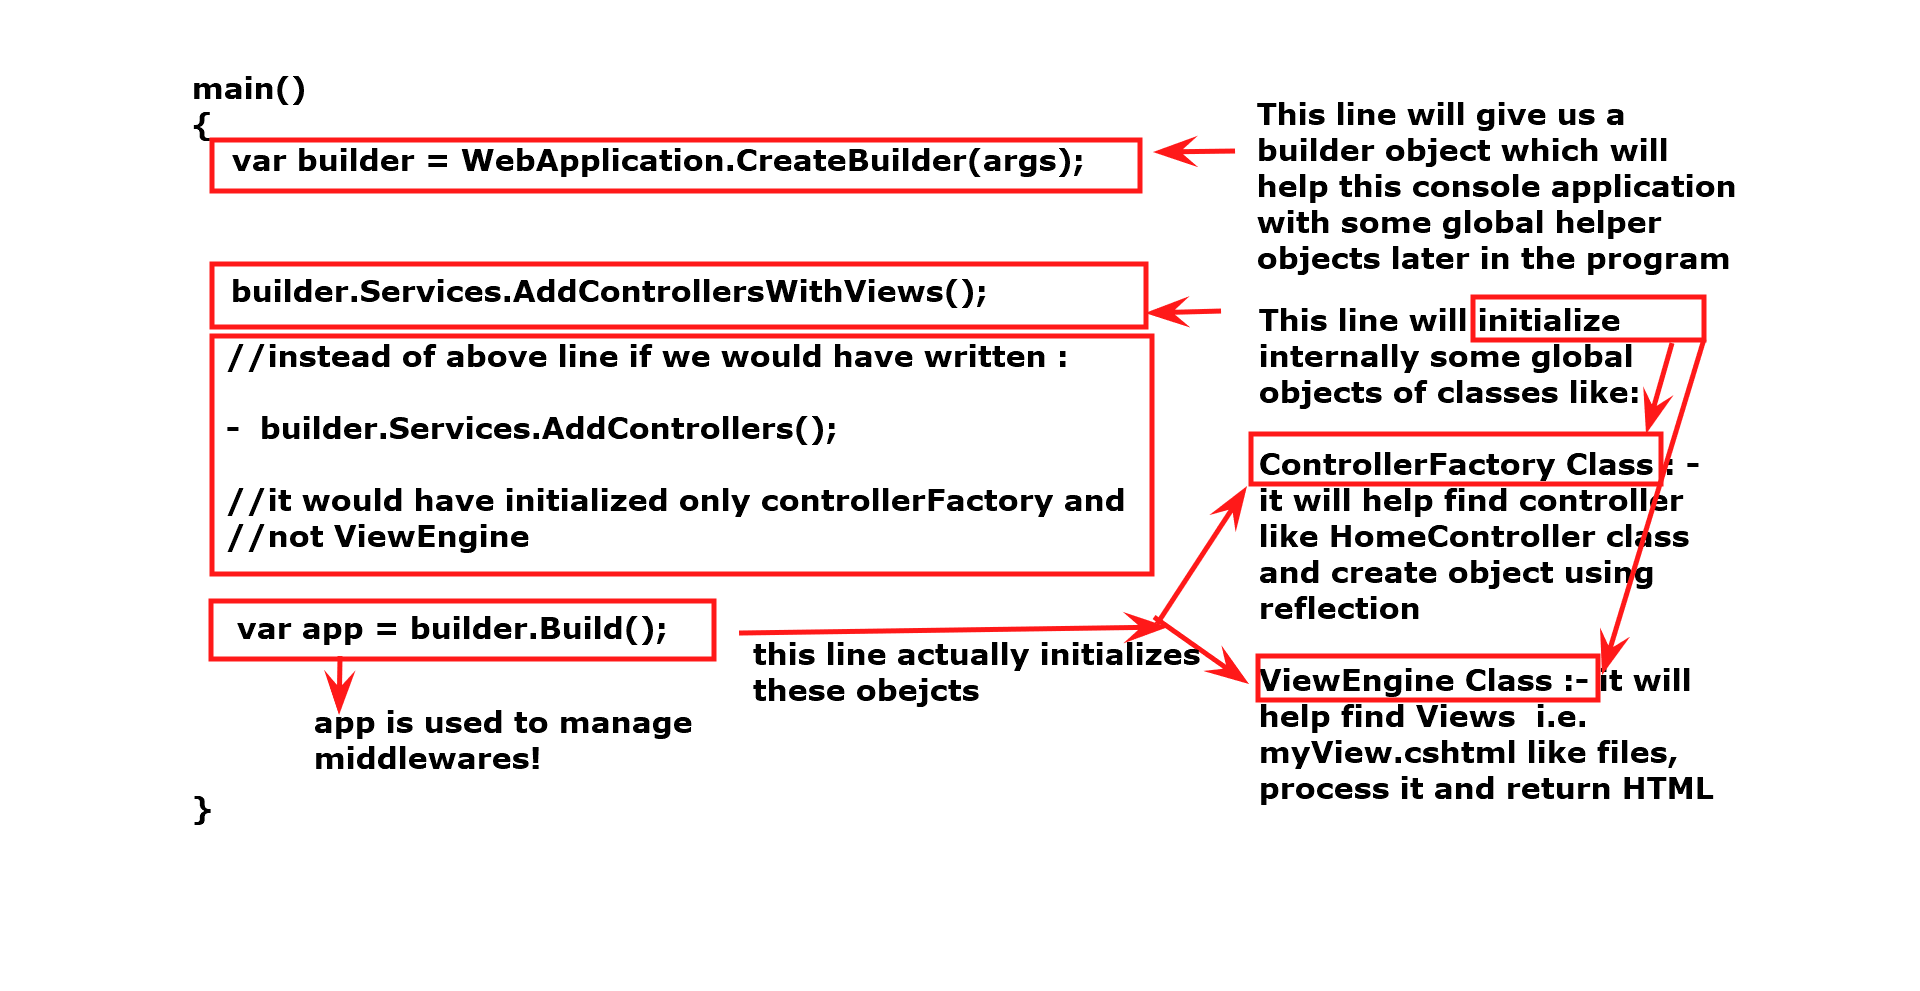 main()
{
var builder = WebApplication.CreateBuilder(args);
builder.Services.AddControllersWithViews();
//instead of above line if we would have written :
-  builder.Services.AddControllers();
//it would have initialized only controllerFactory and
//not ViewEngine
var app = builder.Build();
app is used to manage
middlewares!
}
this line actually initializes
these obejcts
This line will give us a
builder object which will
help this console application
with some global helper
objects later in the program
This line will initialize
internally some global
objects of classes like:
ControllerFactory Class : -
it will help find controller
like HomeController class
and create object using
reflection
ViewEngine Class :- it will
help find Views  i.e.
myView.cshtml like files,
process it and return HTML